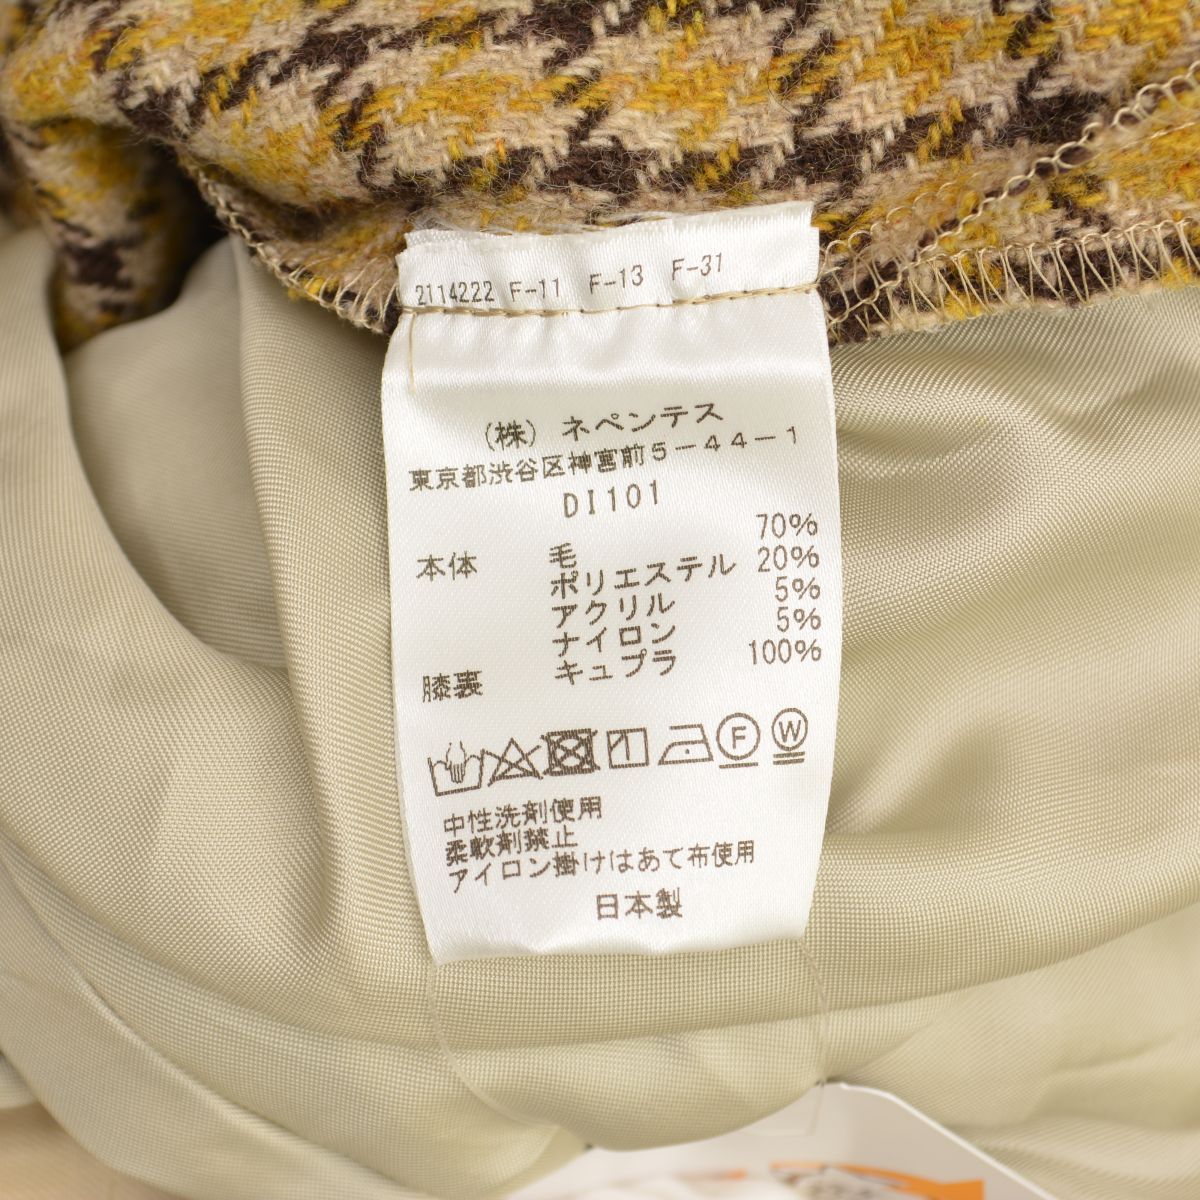 2114222 F-11 F-13 F-31
(株) ネペンテス
東京都渋谷区神宮前5-44-1
DI101
本体 毛 70%
ポリエステル 20%
アクリル 5%
ナイロン 5%
膝裏 キュプラ 100%
F W
中性洗剤使用
柔軟剤禁止
アイロン掛けはあて布使用
日本製